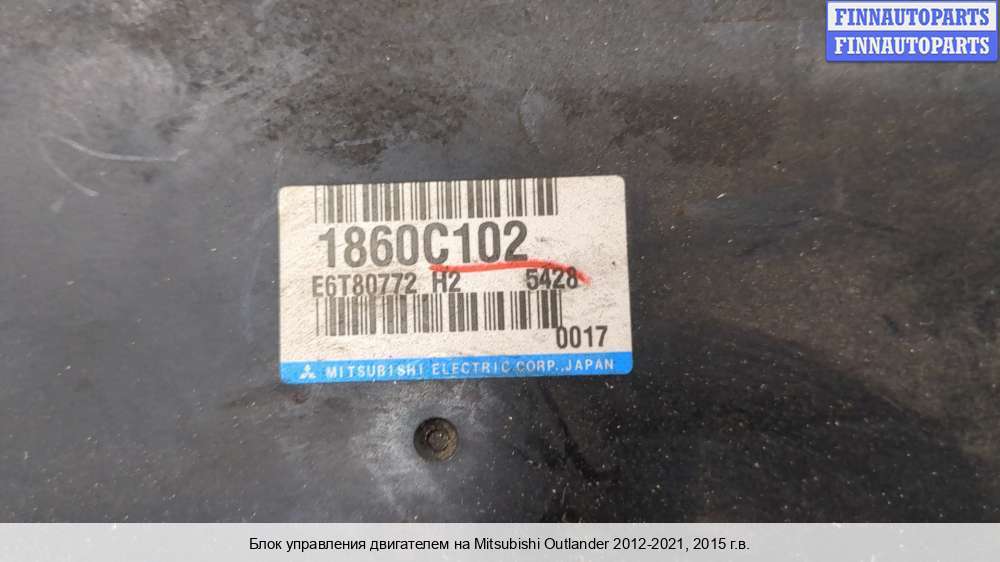 FINNAUTOPARTS
FINNAUTOPARTS
1860C102
E6T80772 H2 5428
0017
MITSUBISHI ELECTRIC CORP., JAPAN
Блок управления двигателем на Mitsubishi Outlander 2012-2021, 2015 г.в.